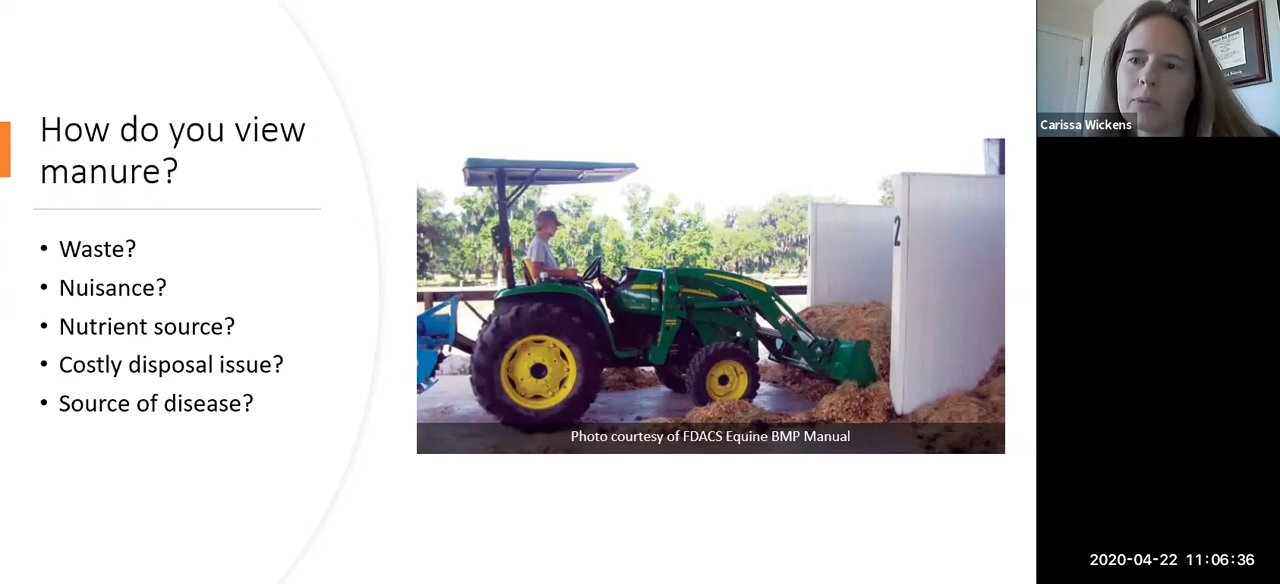 How do you view
manure?
• Waste?
• Nuisance?
• Nutrient source?
• Costly disposal issue?
• Source of disease?
2
Photo courtesy of FDACS Equine BMP Manual
Carissa Wickens
2020-04-22 11:06:36